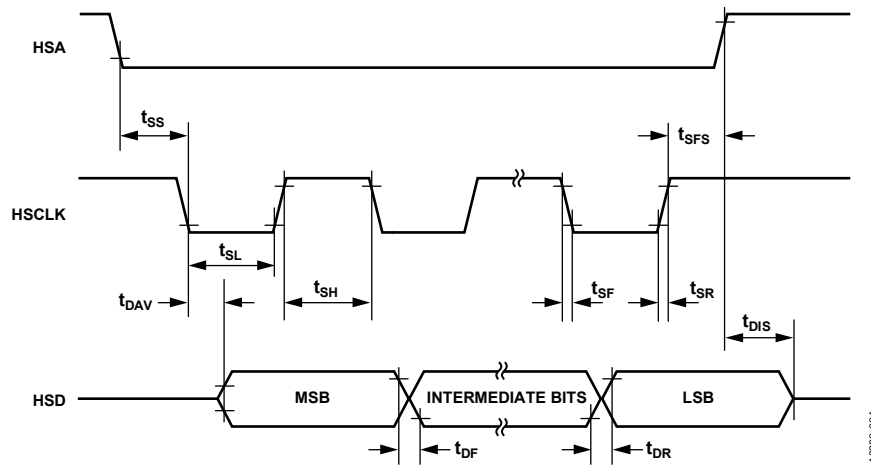 HSA
tSS
tSFS
HSCLK
tSL
tSH
tSF
tSR
tDAV
tDIS
HSD
MSB
INTERMEDIATE BITS
LSB
tDF
tDR